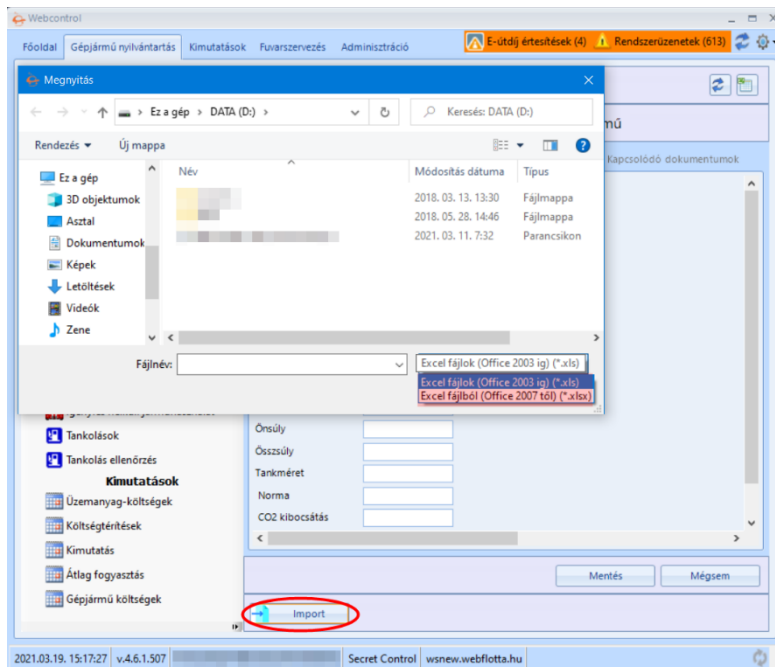 Webcontrol
Főoldal Gépjármű nyilvántartás Kimutatások Fuvarszervezés Adminisztráció E-útdíj értesítések (4) Rendszerüzenetek (613)
Megnyitás
Ez a gép > DATA (D:) > Keresés: DATA (D:)
mű
Rendezés Új mappa
Kapcsolódó dokumentumok
Ez a gép
3D objektumok
Asztal
Dokumentumok
Képek
Letöltések
Videók
Zene
Név Módosítás dátuma Típus
2018. 03. 13. 13:30 Fájlmappa
2018. 05. 28. 14:46 Fájlmappa
2021. 03. 11. 7:32 Parancsikon
Fájlnév: Excel fájlok (Office 2003 ig) (*.xls)
Excel fájlok (Office 2003 ig) (*.xls)
Excel fájlból (Office 2007 től) (*.xlsx)
Tankolások
Tankolás ellenőrzés
Kimutatások
Üzemanyag-költségek
Költségtérítések
Kimutatás
Átlag fogyasztás
Gépjármű költségek
Önsúly
Összsúly
Tankméret
Norma
CO2 kibocsátás
Mentés Mégsem
Import
2021.03.19. 15:17:27 v.4.6.1.507 Secret Control wsnew.webflotta.hu